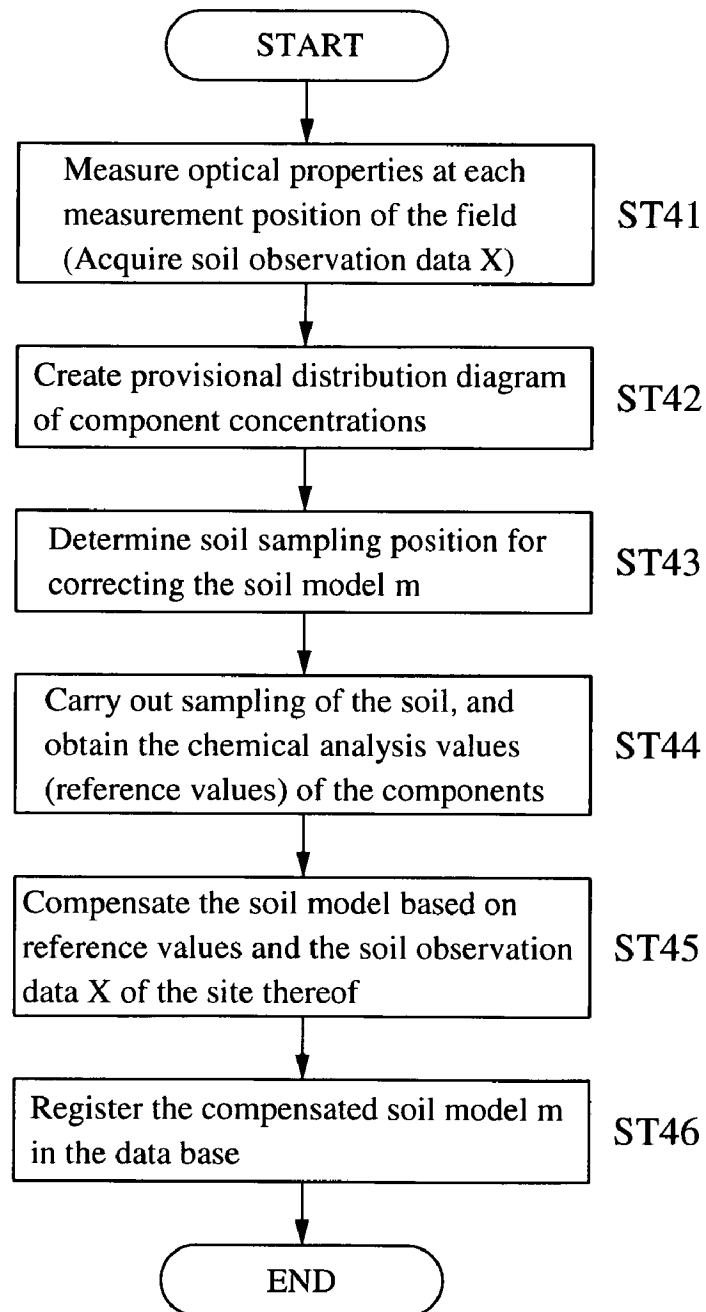 START
Measure optical properties at each
measurement position of the field
(Acquire soil observation data X)
ST41
Create provisional distribution diagram
of component concentrations
ST42
Determine soil sampling position for
correcting the soil model m
ST43
Carry out sampling of the soil, and
obtain the chemical analysis values
(reference values) of the components
ST44
Compensate the soil model based on
reference values and the soil observation
data X of the site thereof
ST45
Register the compensated soil model m
in the data base
ST46
END